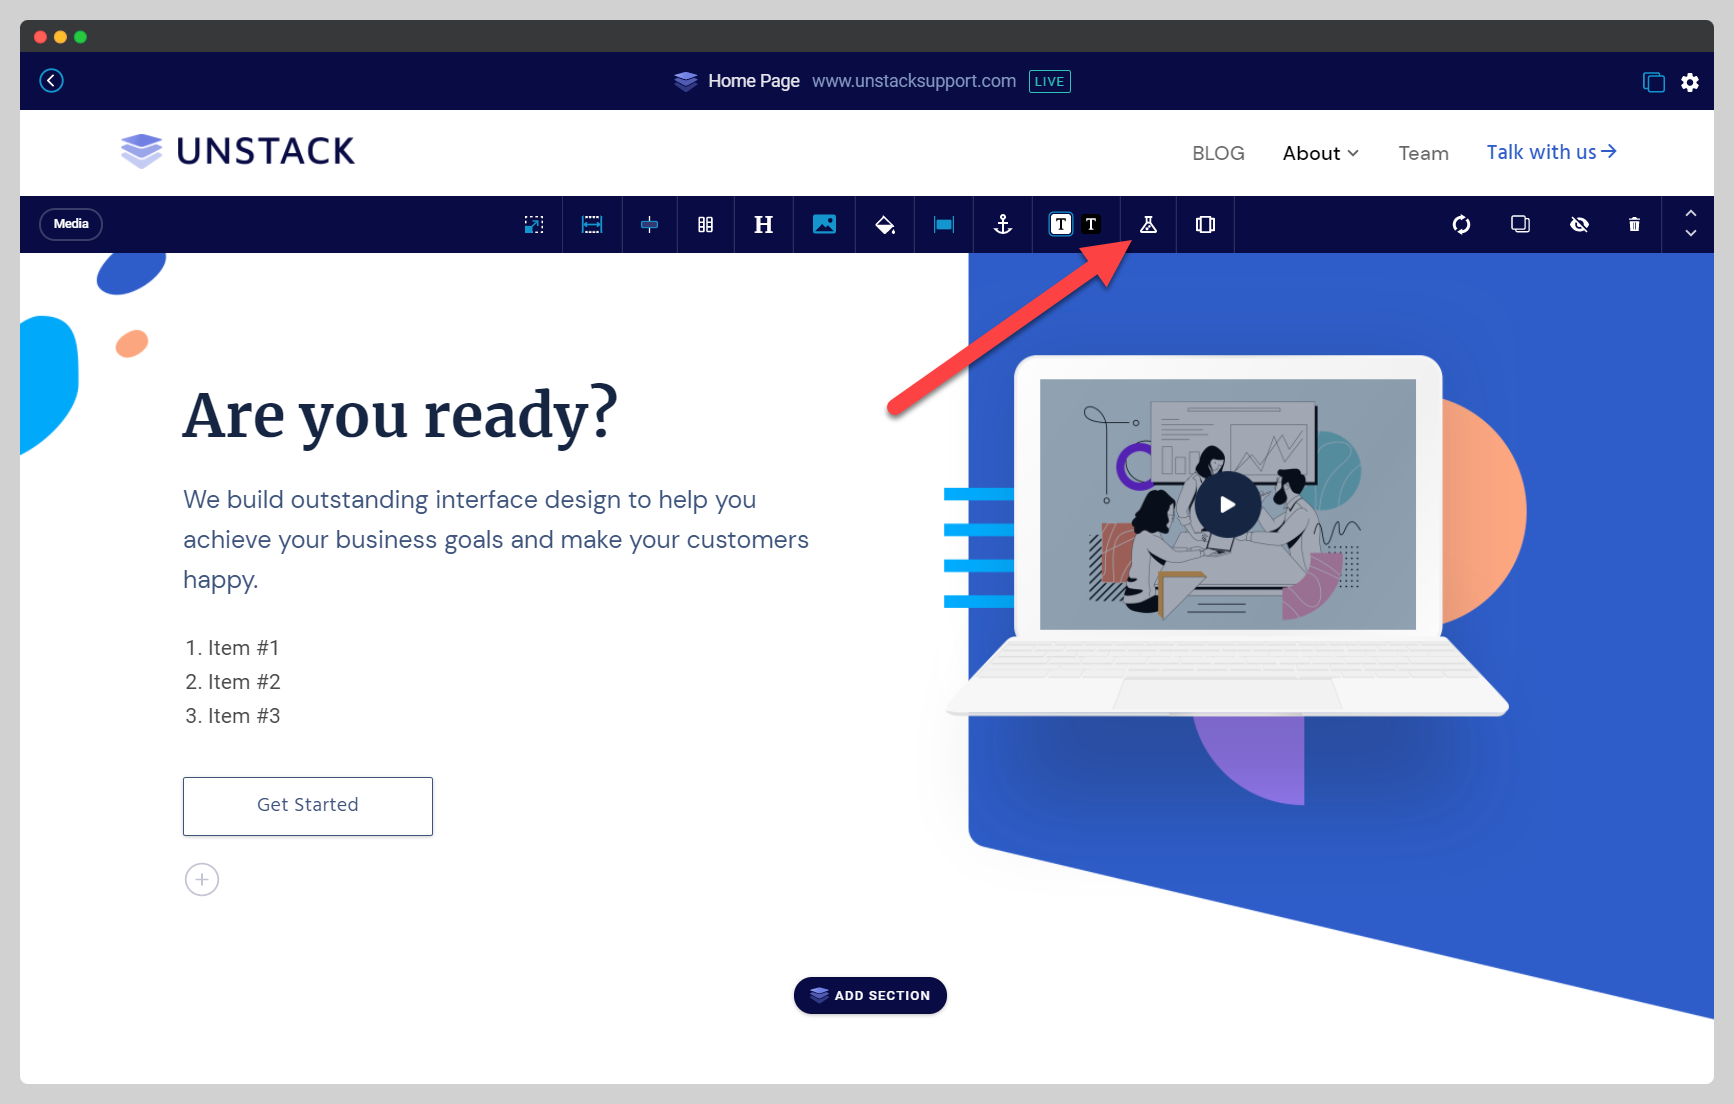 Home Page www.unstacksupport.com LIVE
UNSTACK
BLOG About Team Talk with us
Media H T T
Are you ready?
We build outstanding interface design to help you
achieve your business goals and make your customers
happy.
1. Item #1
2. Item #2
3. Item #3
Get Started
ADD SECTION